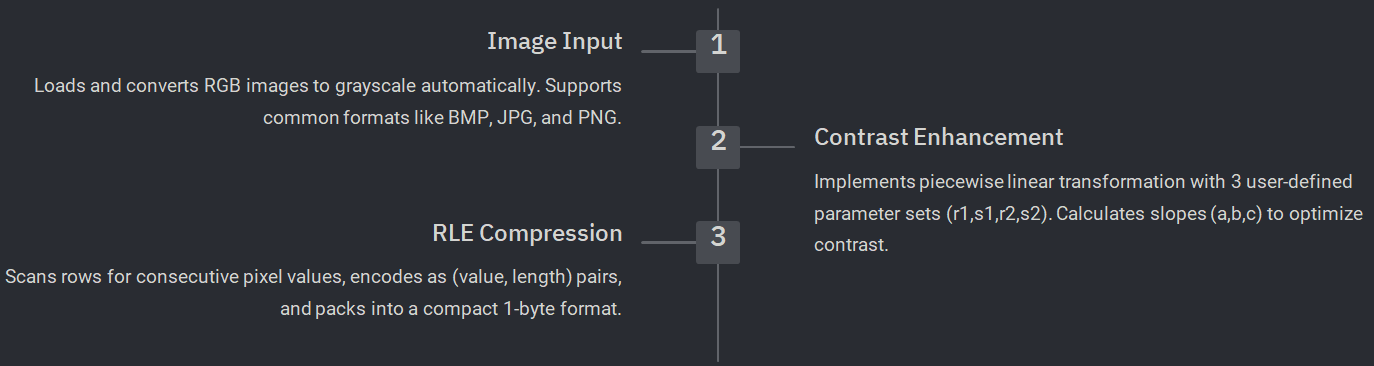 Image Input
1
Loads and converts RGB images to grayscale automatically. Supports
common formats like BMP, JPG, and PNG.
2
Contrast Enhancement
Implements piecewise linear transformation with 3 user-defined
parameter sets (r1,s1,r2,s2). Calculates slopes (a,b,c) to optimize
contrast.
RLE Compression
3
Scans rows for consecutive pixel values, encodes as (value, length) pairs,
and packs into a compact 1-byte format.